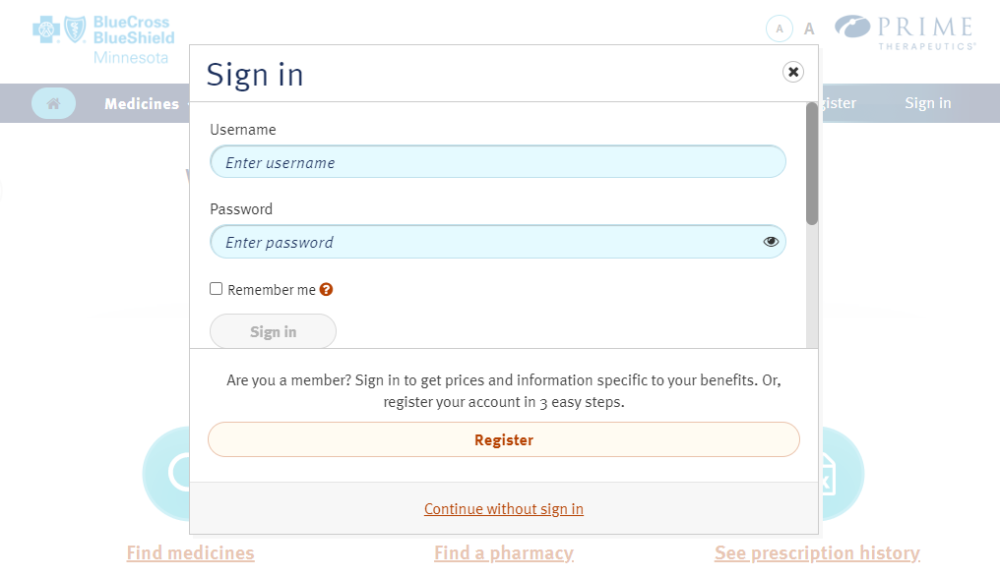 BlueCross
BlueShield
Minnesota
A A
PRIME
THERAPEUTICS
Medicines
Sign in
Sign in
Username
Enter username
Password
Enter password
Remember me
Sign in
Are you a member? Sign in to get prices and information specific to your benefits. Or,
register your account in 3 easy steps.
Register
Continue without sign in
Find medicines
Find a pharmacy
See prescription history